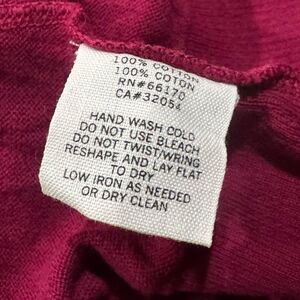 100% COTTON
100% COTON
RN#66170
CA#32054
HAND WASH COLD
DO NOT USE BLEACH
DO NOT TWIST/WRING
RESHAPE AND LAY FLAT
TO DRY
LOW IRON AS NEEDED
OR DRY CLEAN